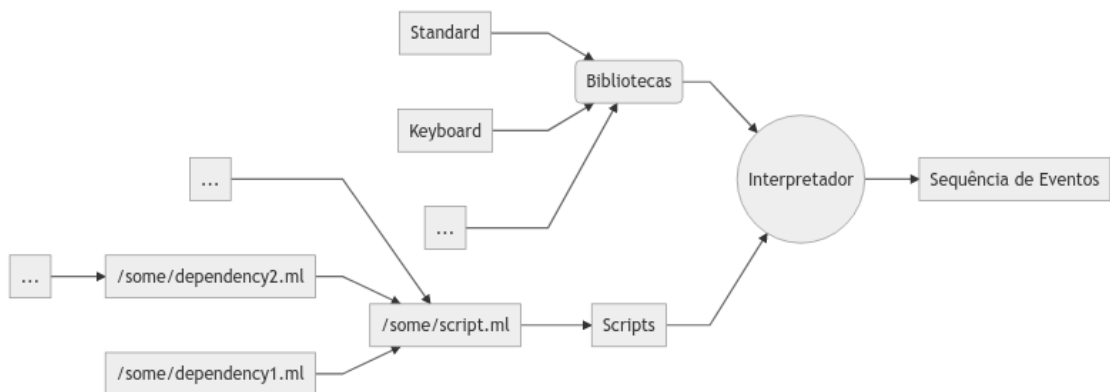 Standard
Bibliotecas
Keyboard
...
Interpretador
Sequência de Eventos
...
...
/some/dependency2.ml
/some/script.ml
Scripts
/some/dependency1.ml